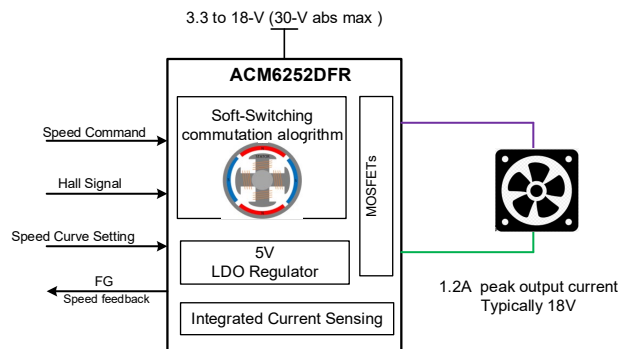 3.3 to 18-V (30-V abs max )
ACM6252DFR
Soft-Switching
commutation alogrithm
MOSFETs
Speed Command
Hall Signal
Speed Curve Setting
FG
Speed feedback
5V
LDO Regulator
Integrated Current Sensing
1.2A peak output current
Typically 18V